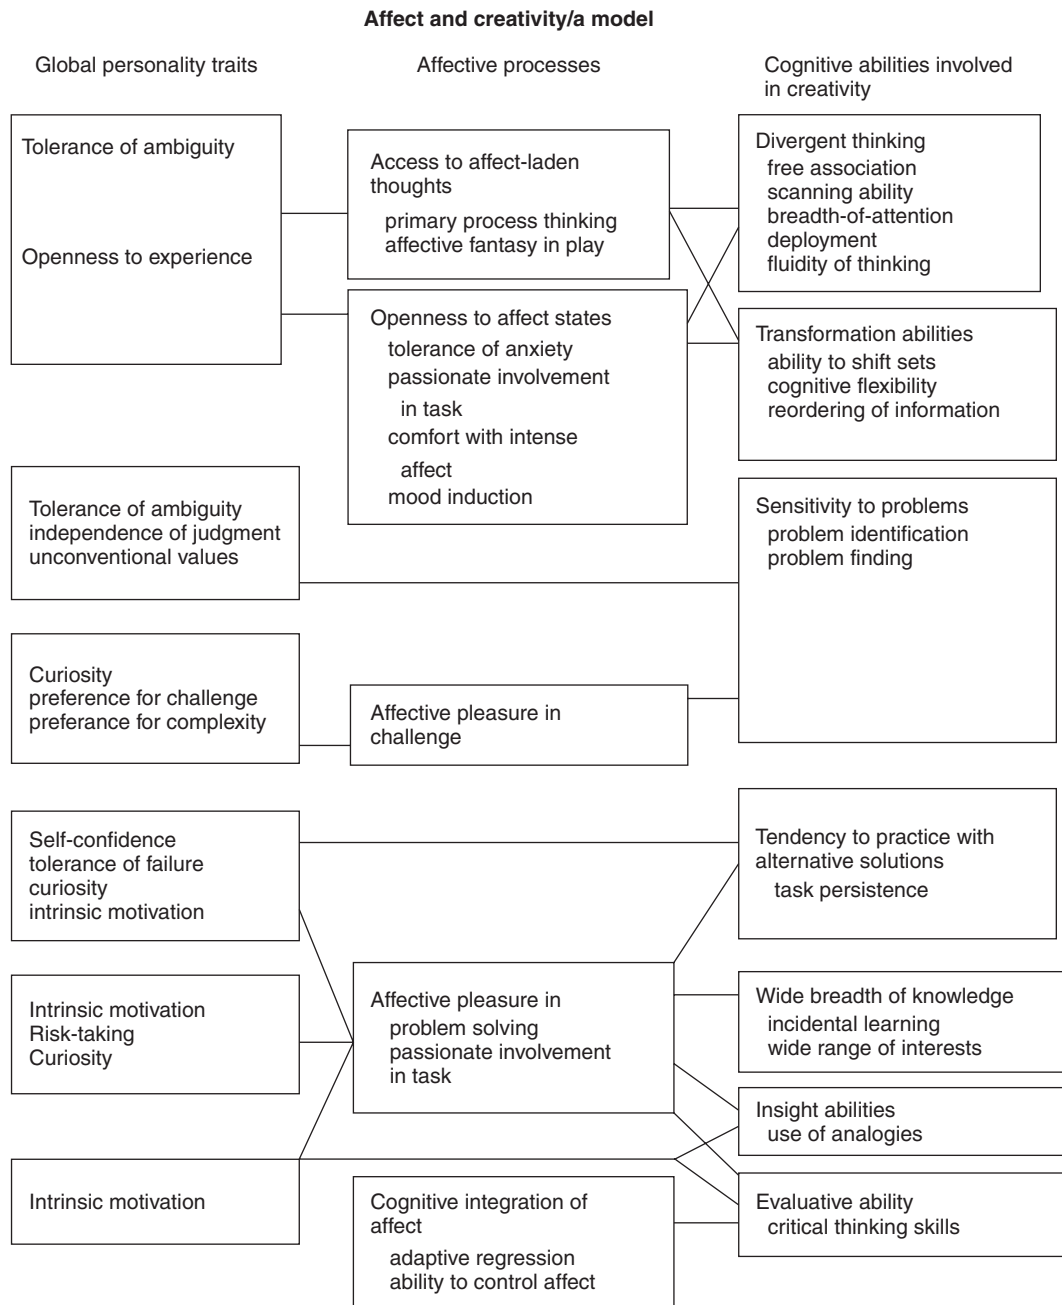 Affect and creativity/a model
Global personality traits
Affective processes
Cognitive abilities involved
in creativity
Tolerance of ambiguity
Openness to experience
Access to affect-laden
thoughts
primary process thinking
affective fantasy in play
Divergent thinking
free association
scanning ability
breadth-of-attention
deployment
fluidity of thinking
Openness to affect states
tolerance of anxiety
passionate involvement
in task
comfort with intense
affect
mood induction
Transformation abilities
ability to shift sets
cognitive flexibility
reordering of information
Tolerance of ambiguity
independence of judgment
unconventional values
Sensitivity to problems
problem identification
problem finding
Curiosity
preference for challenge
preferance for complexity
Affective pleasure in
challenge
Self-confidence
tolerance of failure
curiosity
intrinsic motivation
Tendency to practice with
alternative solutions
task persistence
Intrinsic motivation
Risk-taking
Curiosity
Affective pleasure in
problem solving
passionate involvement
in task
Wide breadth of knowledge
incidental learning
wide range of interests
Insight abilities
use of analogies
Intrinsic motivation
Cognitive integration of
affect
adaptive regression
ability to control affect
Evaluative ability
critical thinking skills